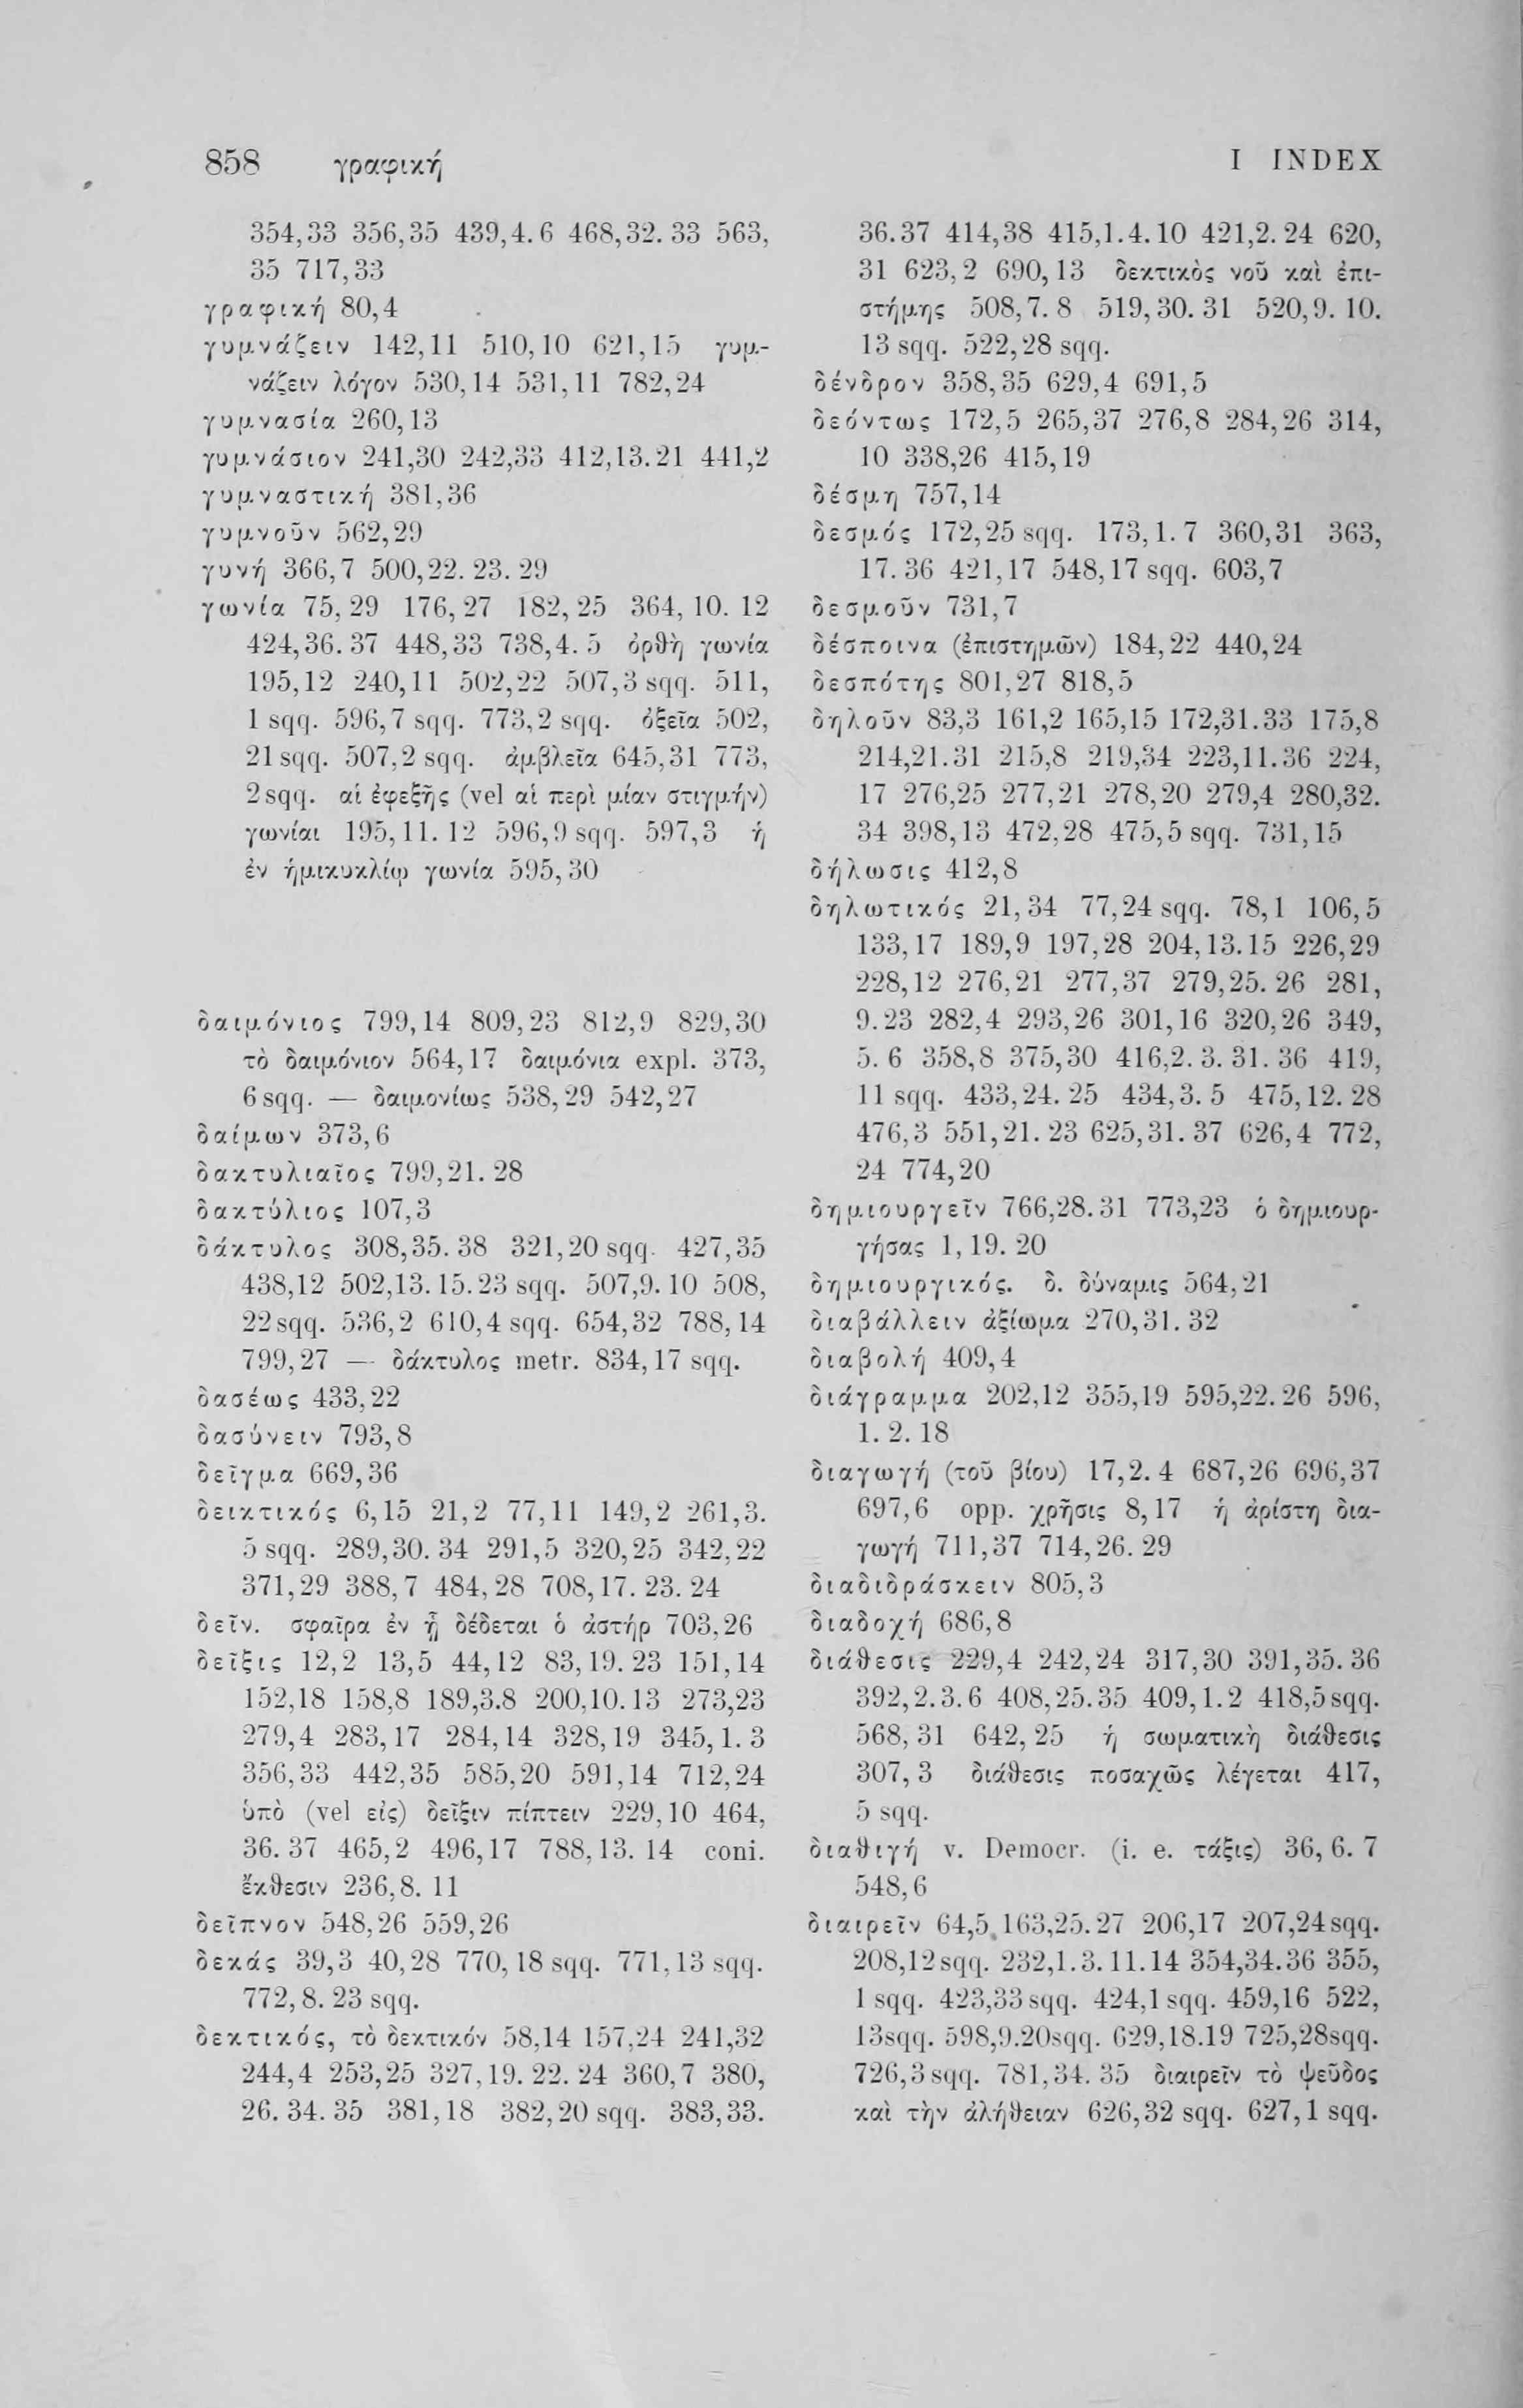 858 γραφική I INDEX
354,33 356,35 439,4. 6 468,32. 33 563,
35 717,33
γραφική 80,4
γυμνάζειν 142,11 510,10 621,15 γυμ-
νάζειν λόγον 530,14 531,11 782,24
γυμνασία 260,13
γυμνάσιον 241,30 242,33 412,13. 21 441,2
γυμναστική 381,36
γυμνοῦν 562,29
γυνή 366,7 500,22. 23. 29
γωνία 75,29 176,27 182,25 364,10. 12
424,36. 37 448,33 738,4. 5 ὀρθὴ γωνία
195,12 240,11 502,22 507,3 sqq. 511,
1 sqq. 596,7 sqq. 773,2 sqq. ὀξεῖα 502,
21 sqq. 507,2 sqq. ἀμβλεῖα 645,31 773,
2 sqq. αἱ ἐφεξῆς (vel αἱ περὶ μίαν στιγμήν)
γωνίαι 195,11. 12 596,9 sqq. 597,3 ἡ
ἐν ἡμικυκλίῳ γωνία 595,30
δαιμόνιος 799,14 809,23 812,9 829,30
τὸ δαιμόνιον 564,17 δαιμόνια expl. 373,
6 sqq. — δαιμονίως 538,29 542,27
δαίμων 373,6
δακτυλιαῖος 799,21. 28
δακτύλιος 107,3
δάκτυλος 308,35. 38 321,20 sqq. 427,35
438,12 502,13. 15. 23 sqq. 507,9. 10 508,
22 sqq. 536,2 610,4 sqq. 654,32 788,14
799,27 — δάκτυλος metr. 834,17 sqq.
δασέως 433,22
δασύνειν 793,8
δεῖγμα 669,36
δεικτικός 6,15 21,2 77,11 149,2 261,3.
5 sqq. 289,30. 34 291,5 320,25 342,22
371,29 388,7 484,28 708,17. 23. 24
δεῖν. σφαῖρα ἐν ᾗ δέδεται ὁ ἀστήρ 703,26
δεῖξις 12,2 13,5 44,12 83,19. 23 151,14
152,18 158,8 189,3.8 200,10. 13 273,23
279,4 283,17 284,14 328,19 345,1. 3
356,33 442,35 585,20 591,14 712,24
ὑπὸ (vel εἰς) δεῖξιν πίπτειν 229,10 464,
36. 37 465,2 496,17 788,13. 14 coni.
ἔκθεσιν 236,8. 11
δεῖπνον 548,26 559,26
δεκάς 39,3 40,28 770,18 sqq. 771,13 sqq.
772,8. 23 sqq.
δεκτικός, τὸ δεκτικόν 58,14 157,24 241,32
244,4 253,25 327,19. 22. 24 360,7 380,
26. 34. 35 381,18 382,20 sqq. 383,33.
36.37 414,38 415,1.4.10 421,2. 24 620,
31 623,2 690,13 δεκτικὸς νοῦ καὶ ἐπι-
στήμης 508,7. 8 519,30. 31 520,9. 10.
13 sqq. 522,28 sqq.
δένδρον 358,35 629,4 691,5
δεόντως 172,5 265,37 276,8 284,26 314,
10 338,26 415,19
δέσμη 757,14
δεσμός 172,25 sqq. 173,1. 7 360,31 363,
17. 36 421,17 548,17 sqq. 603,7
δεσμοῦν 731,7
δέσποινα (ἐπιστημῶν) 184,22 440,24
δεσπότης 801,27 818,5
δηλοῦν 83,3 161,2 165,15 172,31.33 175,8
214,21.31 215,8 219,34 223,11.36 224,
17 276,25 277,21 278,20 279,4 280,32.
34 398,13 472,28 475,5 sqq. 731,15
δήλωσις 412,8
δηλωτικός 21,34 77,24 sqq. 78,1 106,5
133,17 189,9 197,28 204,13.15 226,29
228,12 276,21 277,37 279,25. 26 281,
9.23 282,4 293,26 301,16 320,26 349,
5. 6 358,8 375,30 416,2. 3. 31. 36 419,
11 sqq. 433,24. 25 434,3. 5 475,12. 28
476,3 551,21. 23 625,31. 37 626,4 772,
24 774,20
δημιουργεῖν 766,28. 31 773,23 ὁ δημιουρ-
γήσας 1,19. 20
δημιουργικός. δ. δύναμις 564,21
διαβάλλειν ἀξίωμα 270,31. 32
διαβολή 409,4
διάγραμμα 202,12 355,19 595,22. 26 596,
1. 2. 18
διαγωγή (τοῦ βίου) 17,2. 4 687,26 696,37
697,6 opp. χρῆσις 8,17 ἡ ἀρίστη δια-
γωγή 711,37 714,26. 29
διαδιδράσκειν 805,3
διαδοχή 686,8
διάθεσις 229,4 242,24 317,30 391,35. 36
392,2.3.6 408,25.35 409,1. 2 418,5 sqq.
568,31 642,25 ἡ σωματικὴ διάθεσις
307,3 διάθεσις ποσαχῶς λέγεται 417,
5 sqq.
διαθιγή v. Democr. (i. e. τάξις) 36,6. 7
548,6
διαιρεῖν 64,5 163,25. 27 206,17 207,24 sqq.
208,12 sqq. 232,1. 3. 11. 14 354,34. 36 355,
1 sqq. 423,33 sqq. 424,1 sqq. 459,16 522,
13sqq. 598,9.20sqq. 629,18.19 725,28sqq.
726,3 sqq. 781,34. 35 διαιρεῖν τὸ ψεῦδος
καὶ τὴν ἀλήθειαν 626,32 sqq. 627,1 sqq.